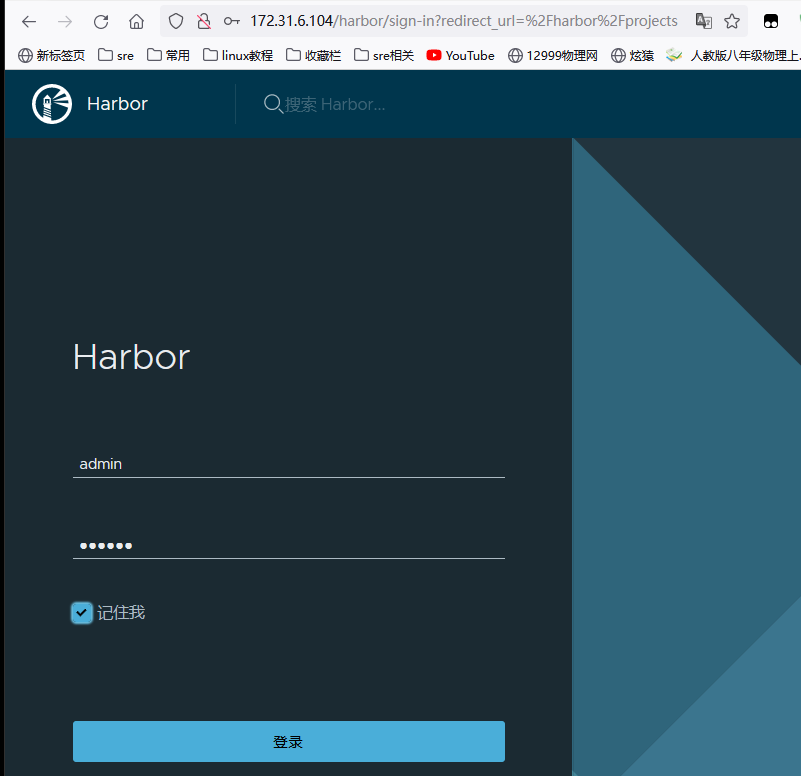 172.31.6.104/harbor/sign-in?redirect_url=%2Fharbor%2Fprojects
新标签页 sre 常用 linux教程 收藏栏 sre相关 YouTube 12999物理网 炫猿 人教版八年级物理上...
Harbor 搜索 Harbor...
Harbor
admin
••••••
记住我
登录